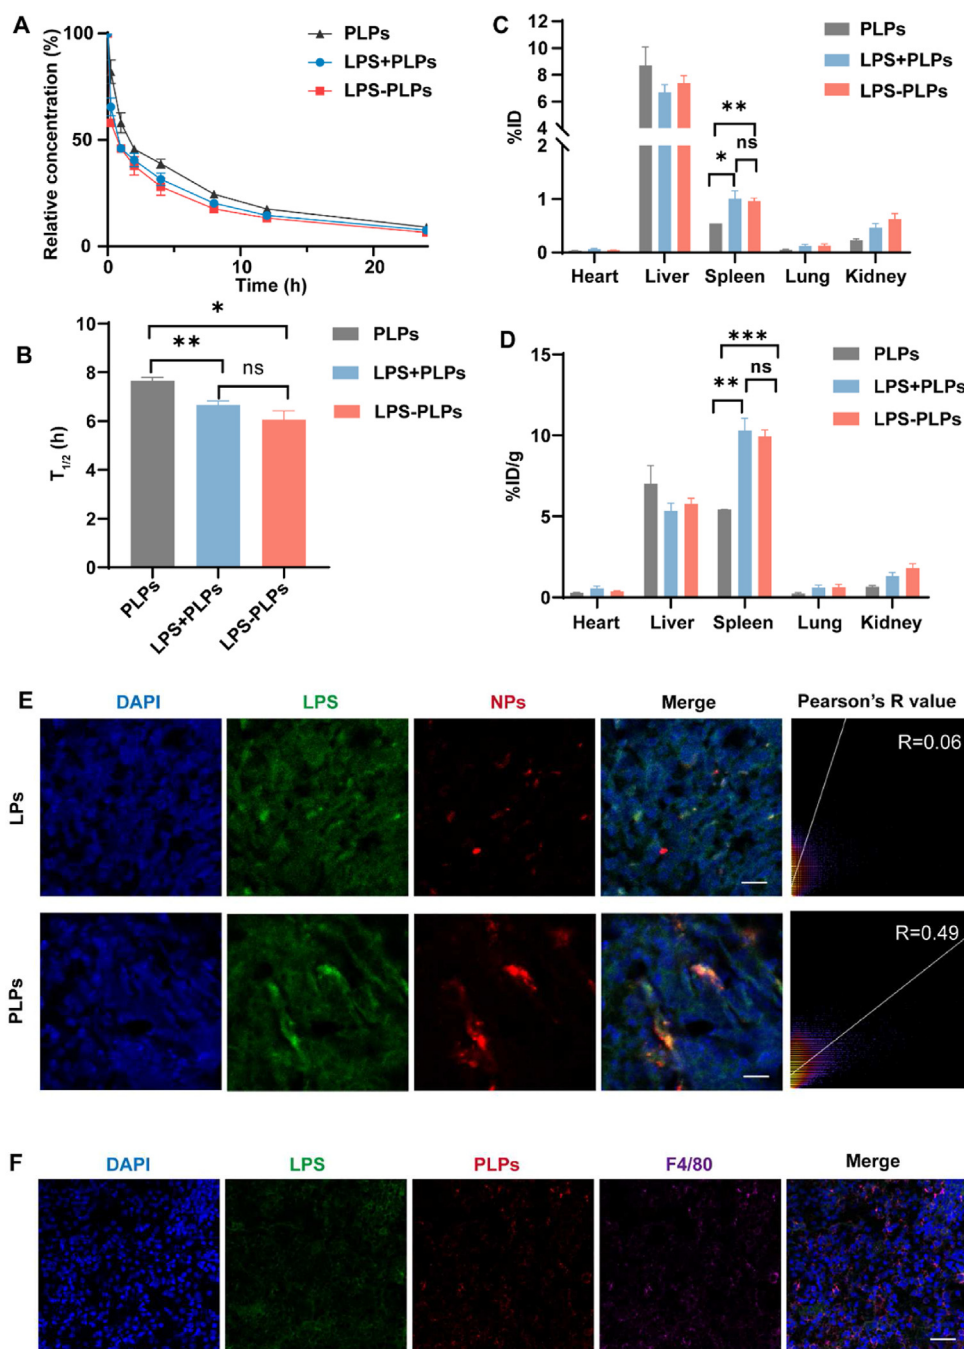 A
Relative concentration (%)
100
50
0
0 10 20
Time (h)
PLPs
LPS+PLPs
LPS-PLPs
B
T1/2 (h)
10
8
6
4
2
0
*
**
ns
PLPs
LPS+PLPs
LPS-PLPs
PLPs
LPS+PLPs
LPS-PLPs
C
%ID
12
10
8
6
4
2
1
0
**
*
ns
PLPs
LPS+PLPs
LPS-PLPs
Heart Liver Spleen Lung Kidney
D
%ID/g
15
10
5
0
***
**
ns
PLPs
LPS+PLPs
LPS-PLPs
Heart Liver Spleen Lung Kidney
E
DAPI LPS NPs Merge Pearson's R value
LPs
R=0.06
PLPs
R=0.49
F
DAPI LPS PLPs F4/80 Merge